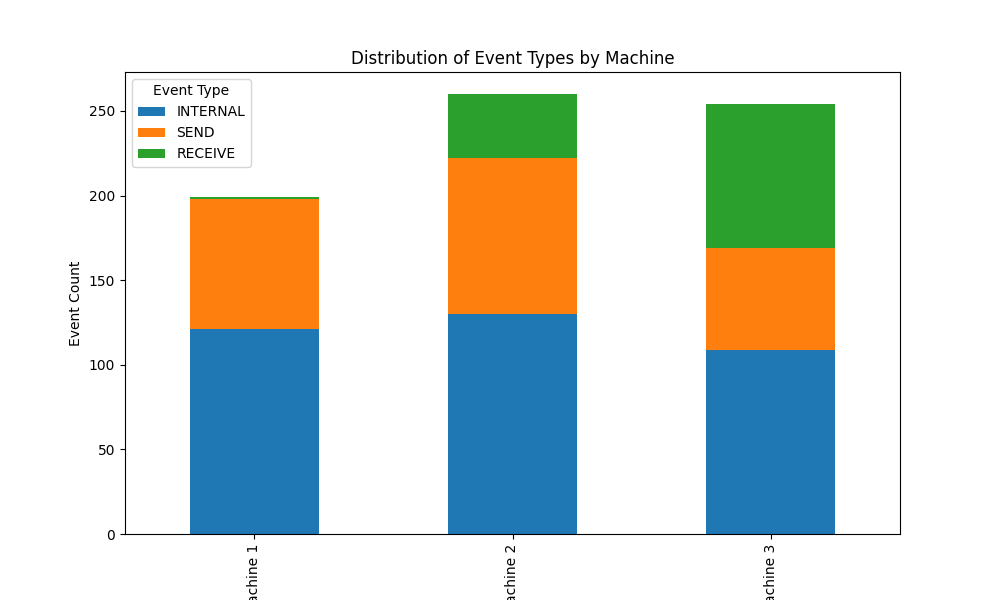 Distribution of Event Types by Machine
Event Type
INTERNAL
SEND
RECEIVE
Event Count
250
200
150
100
50
0
achine 1
achine 2
achine 3